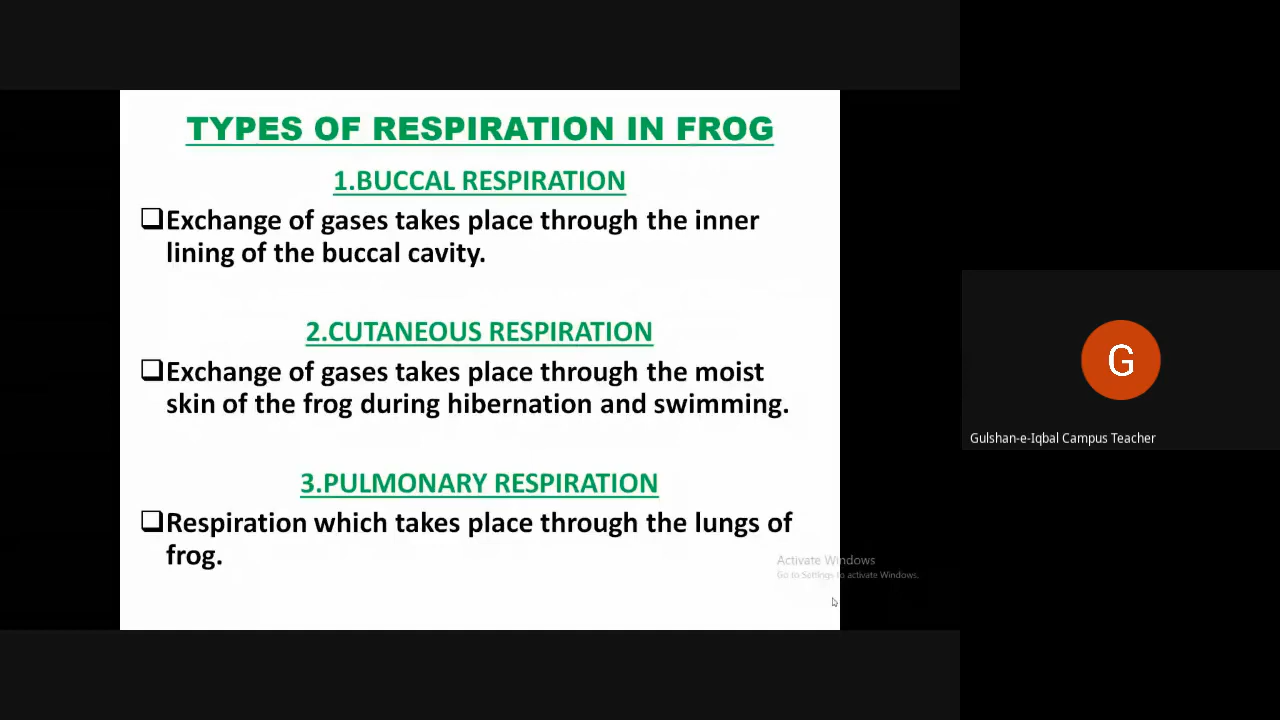 TYPES OF RESPIRATION IN FROG
1.BUCCAL RESPIRATION
❑Exchange of gases takes place through the inner
lining of the buccal cavity.
2.CUTANEOUS RESPIRATION
❑Exchange of gases takes place through the moist
skin of the frog during hibernation and swimming.
3.PULMONARY RESPIRATION
❑Respiration which takes place through the lungs of
frog.
Activate Windows
Go to Settings to activate Windows.
G
Gulshan-e-Iqbal Campus Teacher